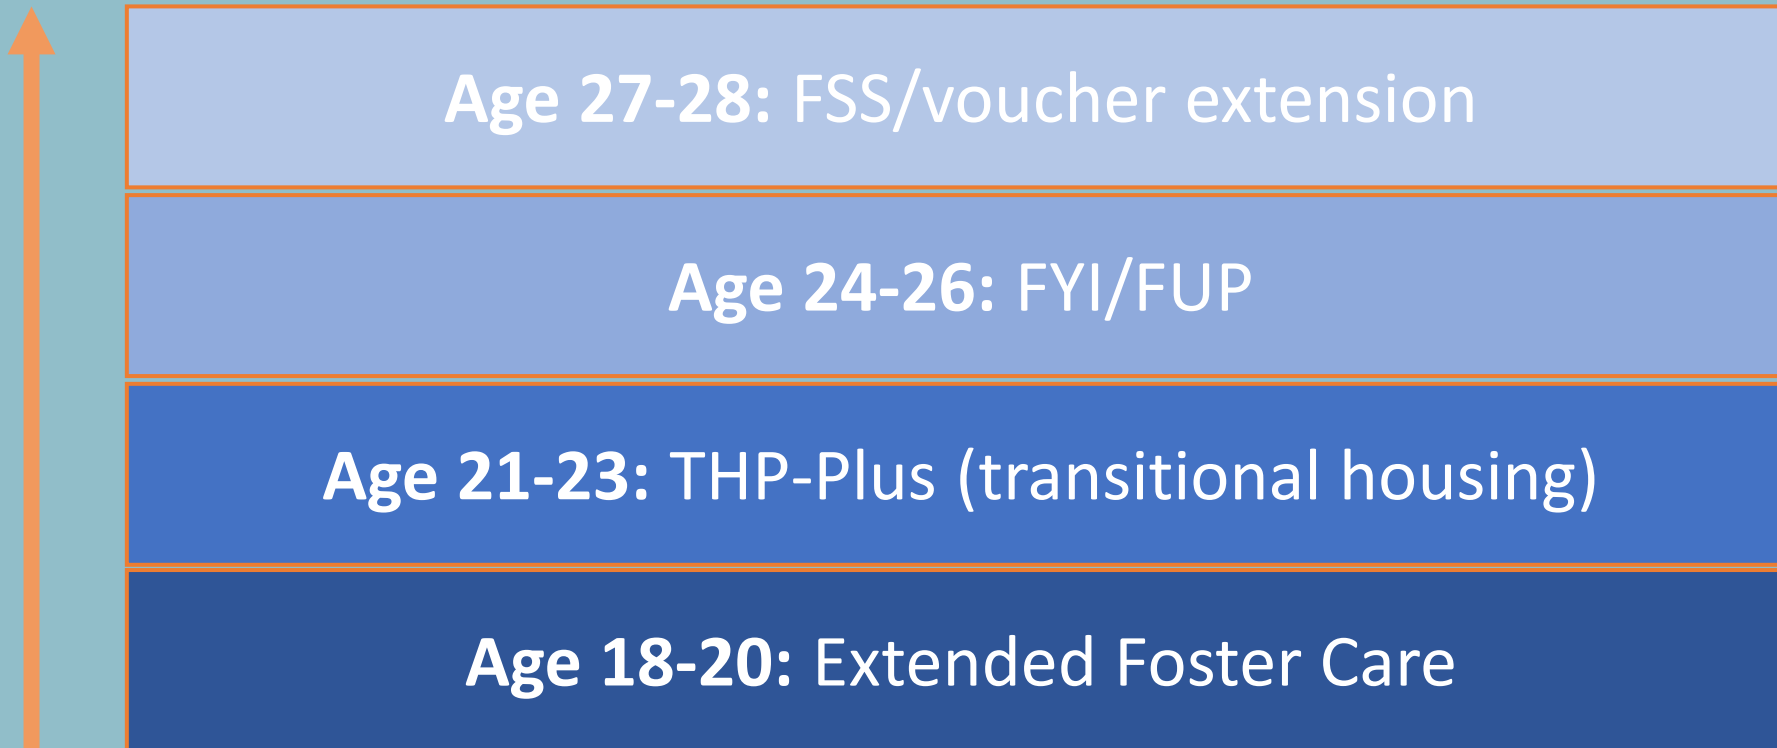 Age 27-28: FSS/voucher extension
Age 24-26: FYI/FUP
Age 21-23: THP-Plus (transitional housing)
Age 18-20: Extended Foster Care